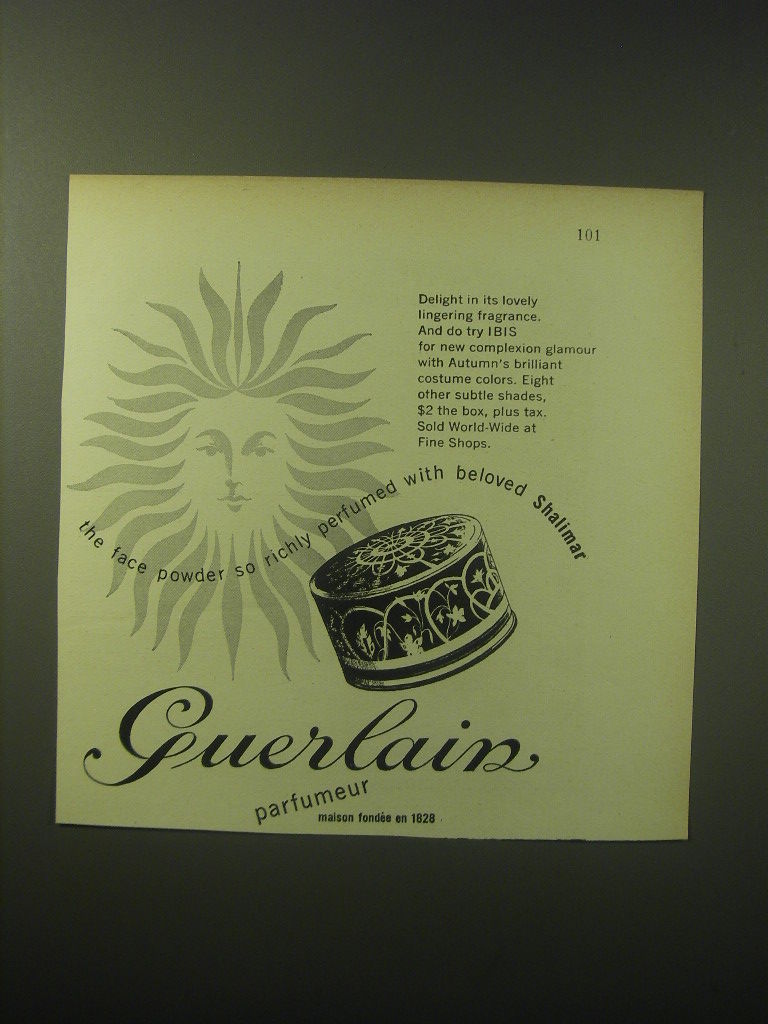 101
Delight in its lovely
lingering fragrance.
And do try IBIS
for new complexion glamour
with Autumn's brilliant
costume colors. Eight
other subtle shades,
$2 the box, plus tax.
Sold World-Wide at
Fine Shops.
the face powder so richly perfumed with beloved Shalimar
Guerlain
parfumeur
maison fondée en 1828